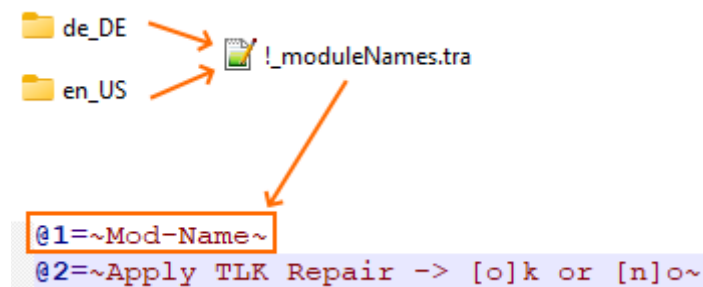 de_DE
!_moduleNames.tra
en_US
@1=~Mod-Name~
@2=~Apply TLK Repair -> [o]k or [n]o~